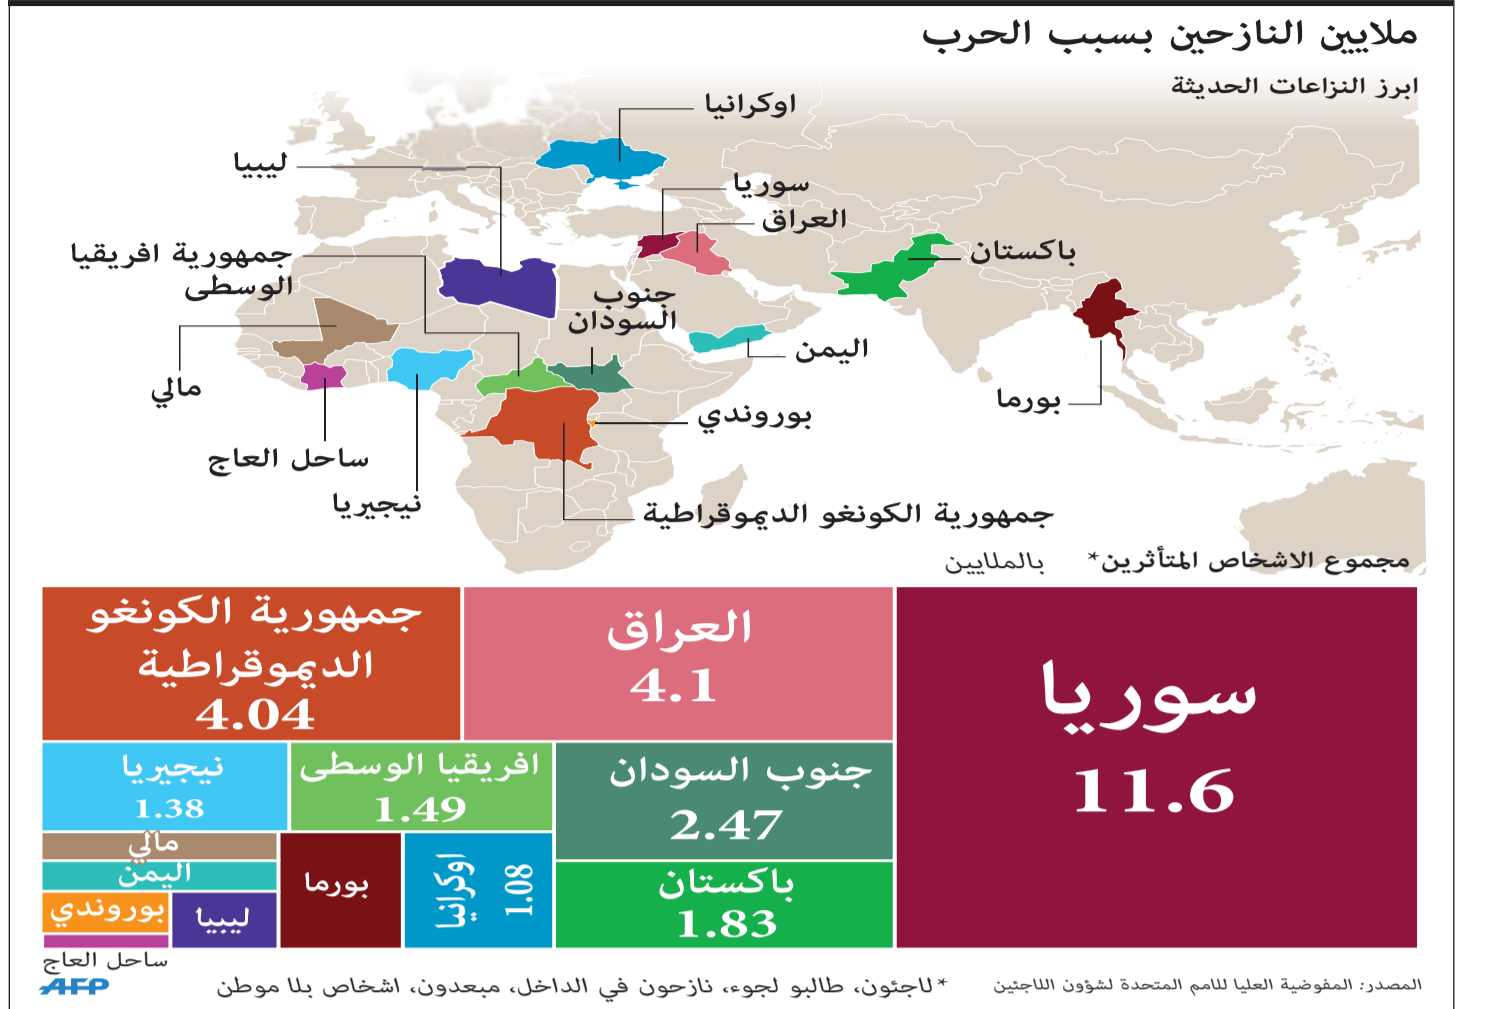 ملايين النازحين بسبب الحرب
ابرز النزاعات الحديثة
اوكرانيا
ليبيا
سوريا
العراق
باكستان
جمهورية افريقيا
الوسطى
جنوب
السودان
اليمن
مالي
بورما
بوروندي
ساحل العاج
نيجيريا
جمهورية الكونغو الديموقراطية
مجموع الاشخاص المتأثرين* بالملايين
سوريا
11.6
العراق
4.1
جمهورية الكونغو
الديموقراطية
4.04
جنوب السودان
2.47
افريقيا الوسطى
1.49
نيجيريا
1.38
باكستان
1.83
اوكرانيا
1.08
بورما
مالي
اليمن
ليبيا
بوروندي
ساحل العاج
المصدر: المفوضية العليا للامم المتحدة لشؤون اللاجئين
*لاجئون، طالبو لجوء، نازحون في الداخل، مبعدون، اشخاص بلا موطن
AFP